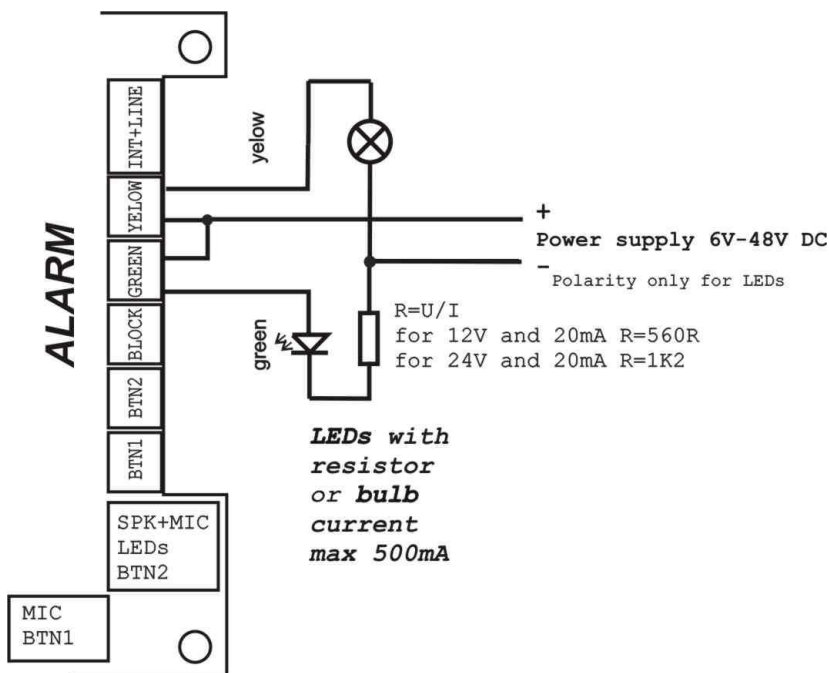 INT+LINE
yelow
YELOW
ALARM
GREEN
BLOCK
BTN2
BTN1
+
Power supply 6V-48V DC
-
Polarity only for LEDs
R=U/I
for 12V and 20mA R=560R
for 24V and 20mA R=1K2
green
LEDs with
resistor
or bulb
current
max 500mA
SPK+MIC
LEDs
BTN2
MIC
BTN1